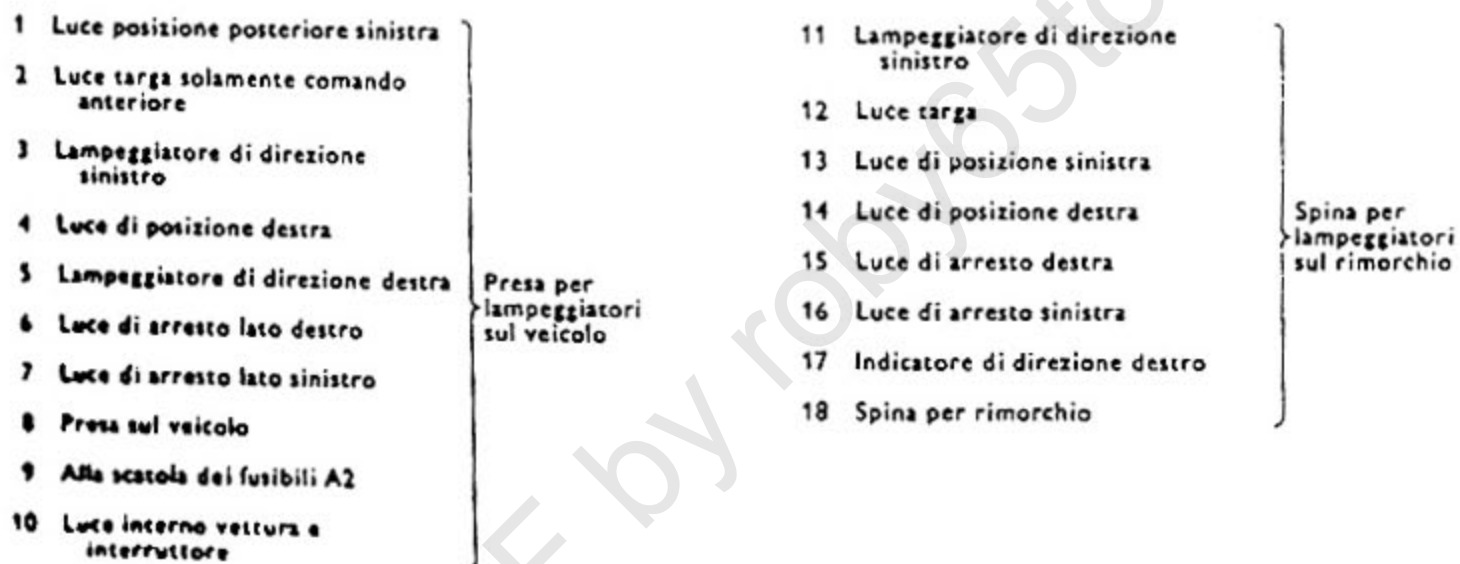 1 Luce posizione posteriore sinistra
2 Luce targa solamente comando
anteriore
3 Lampeggiatore di direzione
sinistro
4 Luce di posizione destra
5 Lampeggiatore di direzione destra
6 Luce di arresto lato destro
7 Luce di arresto lato sinistro
8 Presa sul veicolo
9 Alla scatola dei fusibili A2
10 Luce interno vettura e
interruttore
Presa per
lampeggiatori
sul veicolo
11 Lampeggiatore di direzione
sinistro
12 Luce targa
13 Luce di posizione sinistra
14 Luce di posizione destra
15 Luce di arresto destra
16 Luce di arresto sinistra
17 Indicatore di direzione destro
18 Spina per rimorchio
Spina per
lampeggiatori
sul rimorchio
by roby65to